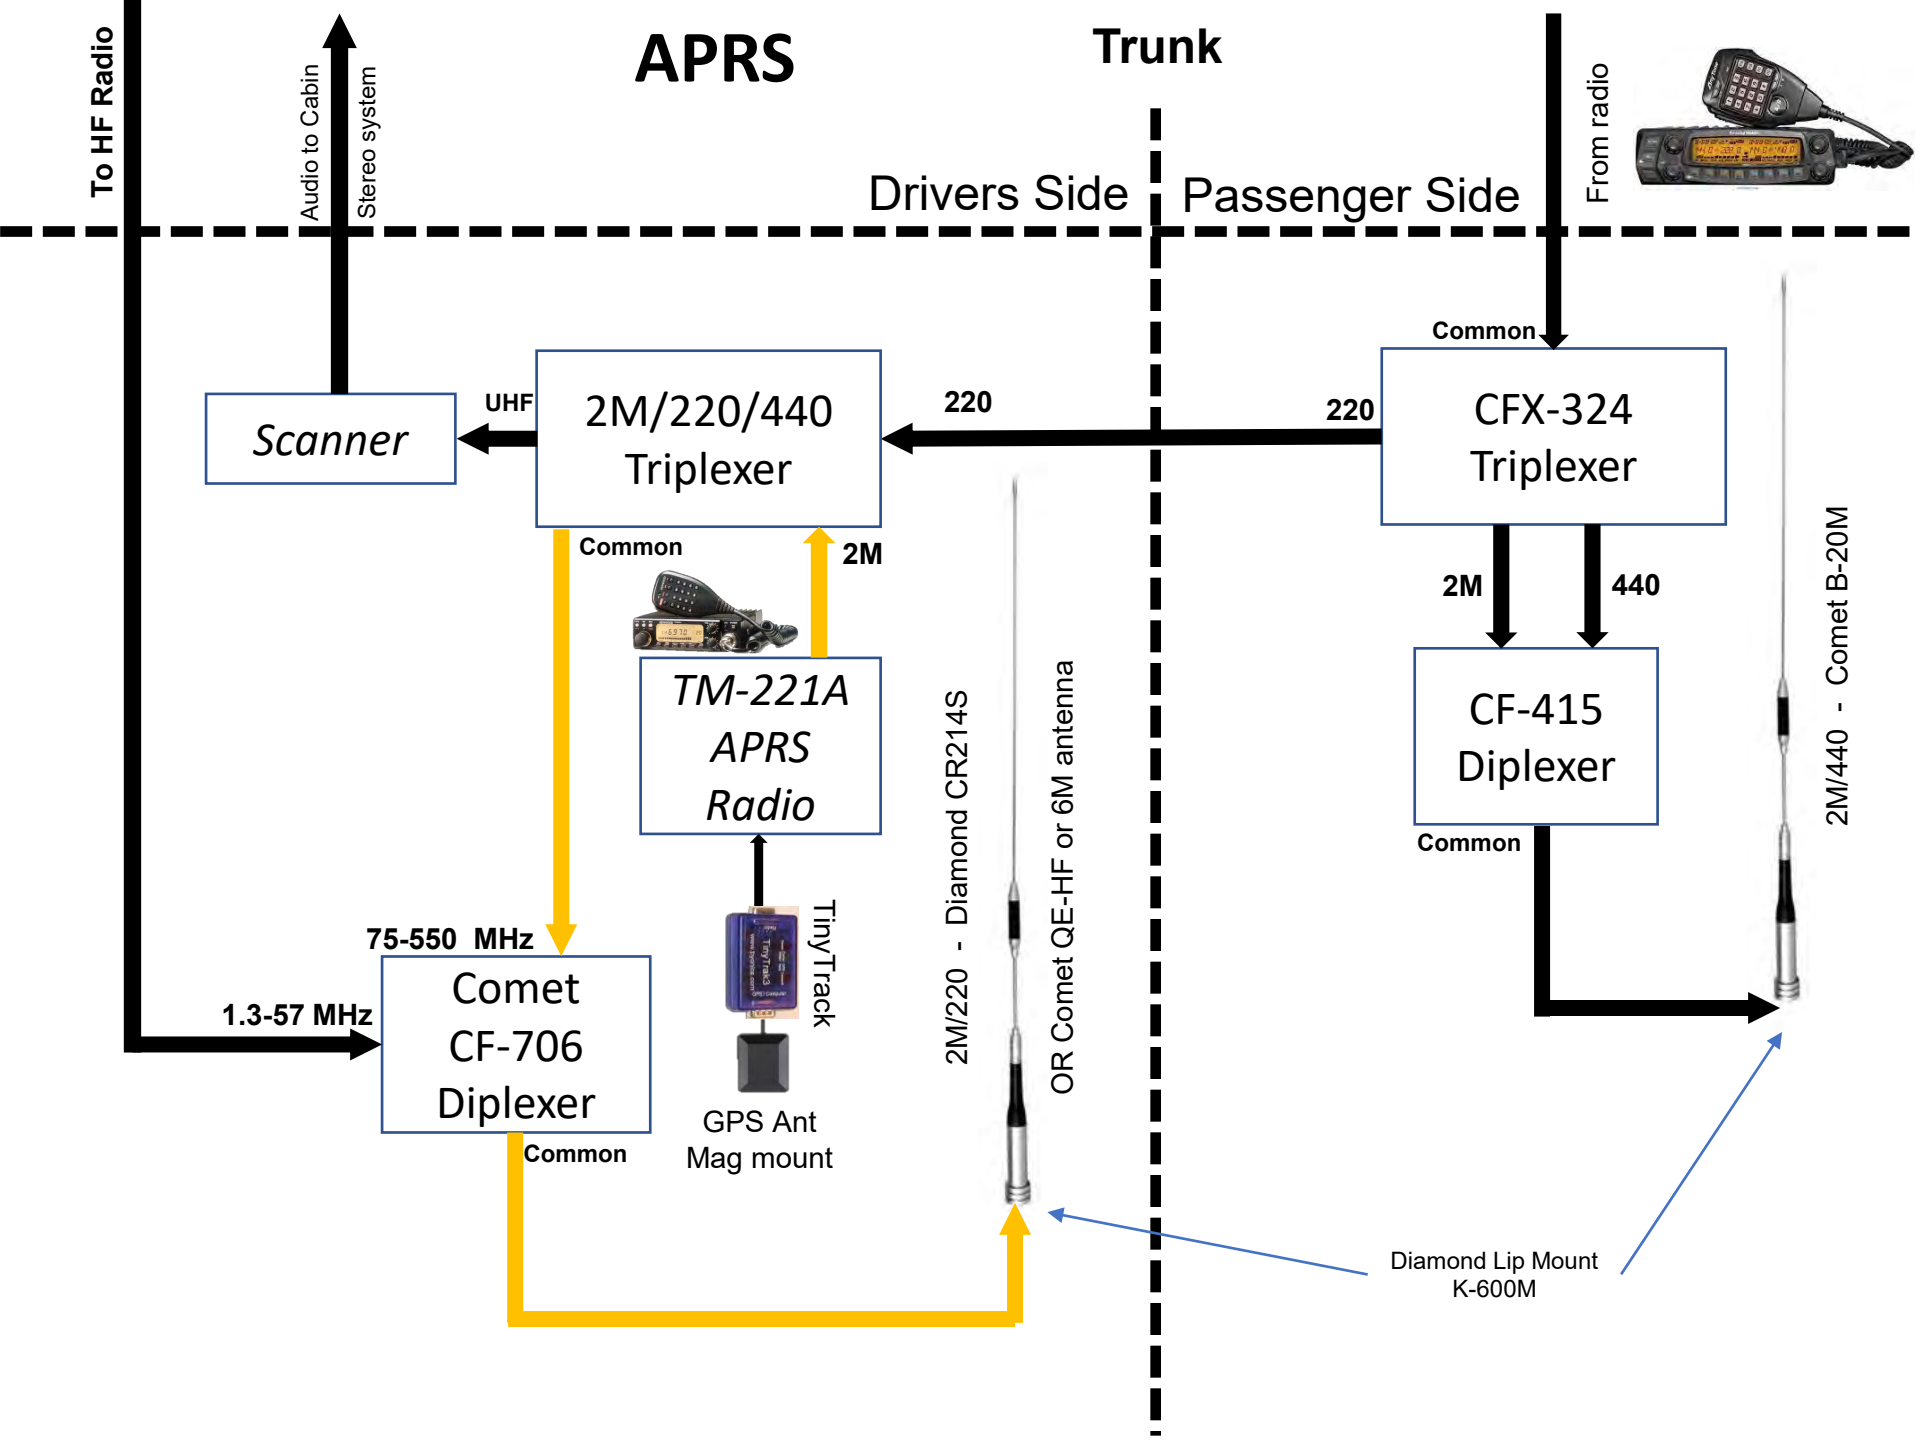 APRS
Trunk
To HF Radio
Audio to Cabin
Stereo system
From radio
Drivers Side
Passenger Side
Common
Scanner
UHF
2M/220/440
Triplexer
220
220
CFX-324
Triplexer
Common
2M
2M
440
TM-221A
APRS
Radio
CF-415
Diplexer
Common
2M/440 - Comet B-20M
2M/220 - Diamond CR214S
OR Comet QE-HF or 6M antenna
75-550 MHz
1.3-57 MHz
Comet
CF-706
Diplexer
Common
TinyTrack
TinyTrak3
GPS Ant
Mag mount
Diamond Lip Mount
K-600M